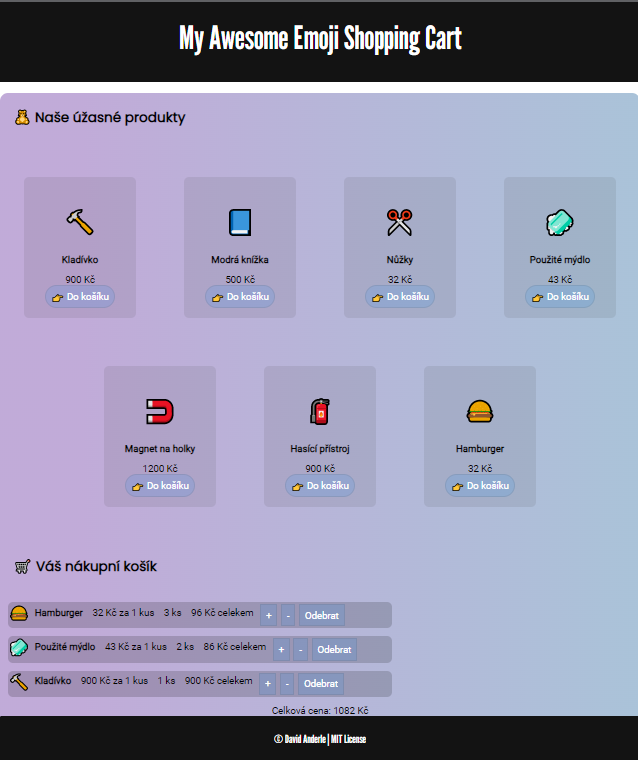 My Awesome Emoji Shopping Cart
Naše úžasné produkty
Kladívko
900 Kč
Do košíku
Modrá knížka
500 Kč
Do košíku
Nůžky
32 Kč
Do košíku
Použité mýdlo
43 Kč
Do košíku
Magnet na holky
1200 Kč
Do košíku
Hasící přístroj
900 Kč
Do košíku
Hamburger
32 Kč
Do košíku
Váš nákupní košík
Hamburger 32 Kč za 1 kus 3 ks 96 Kč celekem + - Odebrat
Použité mýdlo 43 Kč za 1 kus 2 ks 86 Kč celekem + - Odebrat
Kladívko 900 Kč za 1 kus 1 ks 900 Kč celekem + - Odebrat
Celková cena: 1082 Kč
© David Anderle | MIT License